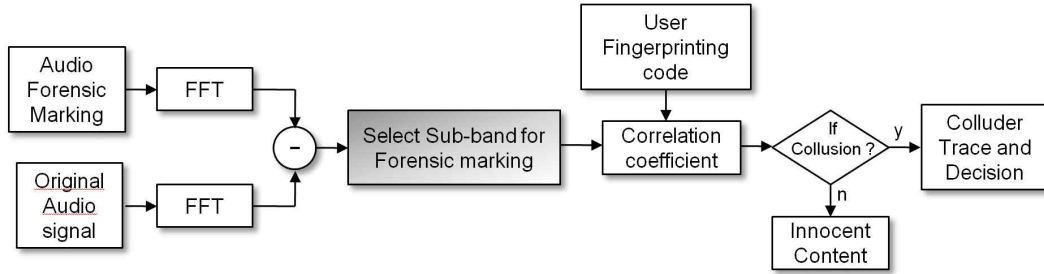 Audio
Forensic
Marking
FFT
Original
Audio
signal
FFT
-
Select Sub-band for
Forensic marking
User
Fingerprinting
code
Correlation
coefficient
If
Collusion ?
y
n
Colluder
Trace and
Decision
Innocent
Content